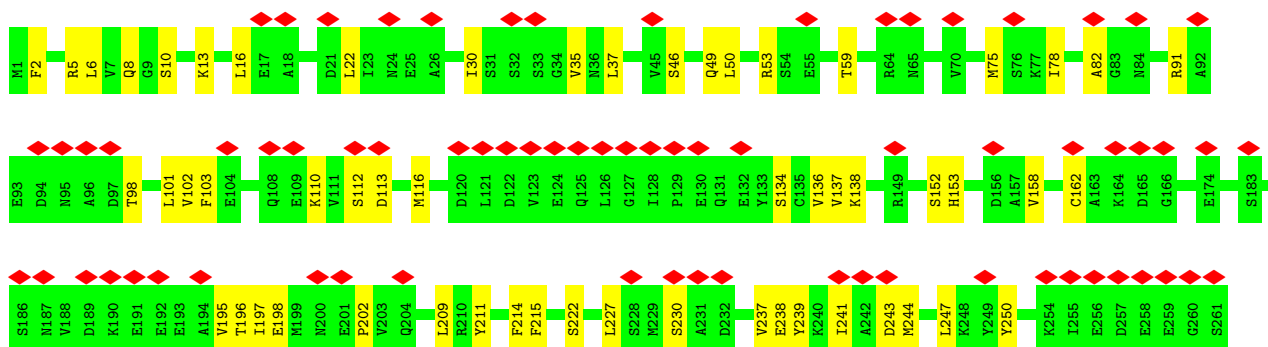 M1 F2 R5 L6 V7 Q8 G9 S10 K13 L16 E17 A18 D21 L22 I23 N24 E25 A26 I30 S31 S32 S33 G34 V35 N36 L37 V45 S46 Q49 L50 R53 S54 E55 T59 R64 N65 V70 M75 S76 K77 I78 A82 G83 N84 R91 A92
E93 D94 N95 A96 D97 T98 L101 V102 F103 E104 Q108 E109 K110 V111 S112 D113 M116 D120 L121 D122 V123 E124 Q125 L126 G127 I128 P129 E130 Q131 E132 Y133 S134 C135 V136 V137 K138 R149 S152 H153 D156 A157 V158 C162 A163 K164 D165 G166 E174 S183
S186 N187 V188 D189 K190 E191 E192 E193 A194 V195 T196 I197 E198 M199 N200 E201 P202 V203 Q204 L209 R210 Y211 F214 F215 S222 L227 S228 M229 S230 A231 D232 V237 E238 Y239 K240 I241 A242 D243 M244 L247 K248 Y249 Y250 K254 I255 E256 D257 E258 E259 G260 S261